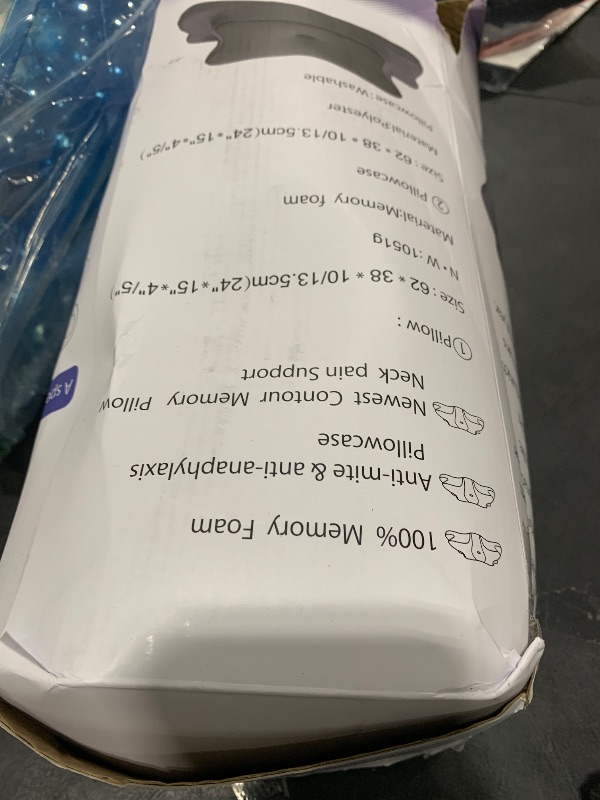 100% Memory Foam
Anti-mite & anti-anaphylaxis
Pillowcase
Newest Contour Memory Pillow
Neck pain Support
①Pillow :
Size : 62 * 38 * 10/13.5cm(24"*15"*4"/5")
N•W:1051g
Material:Memory foam
②Pillowcase
Size : 62 * 38 * 10/13.5cm(24"*15"*4"/5")
Material:Polyester
Pillowcase:Washable